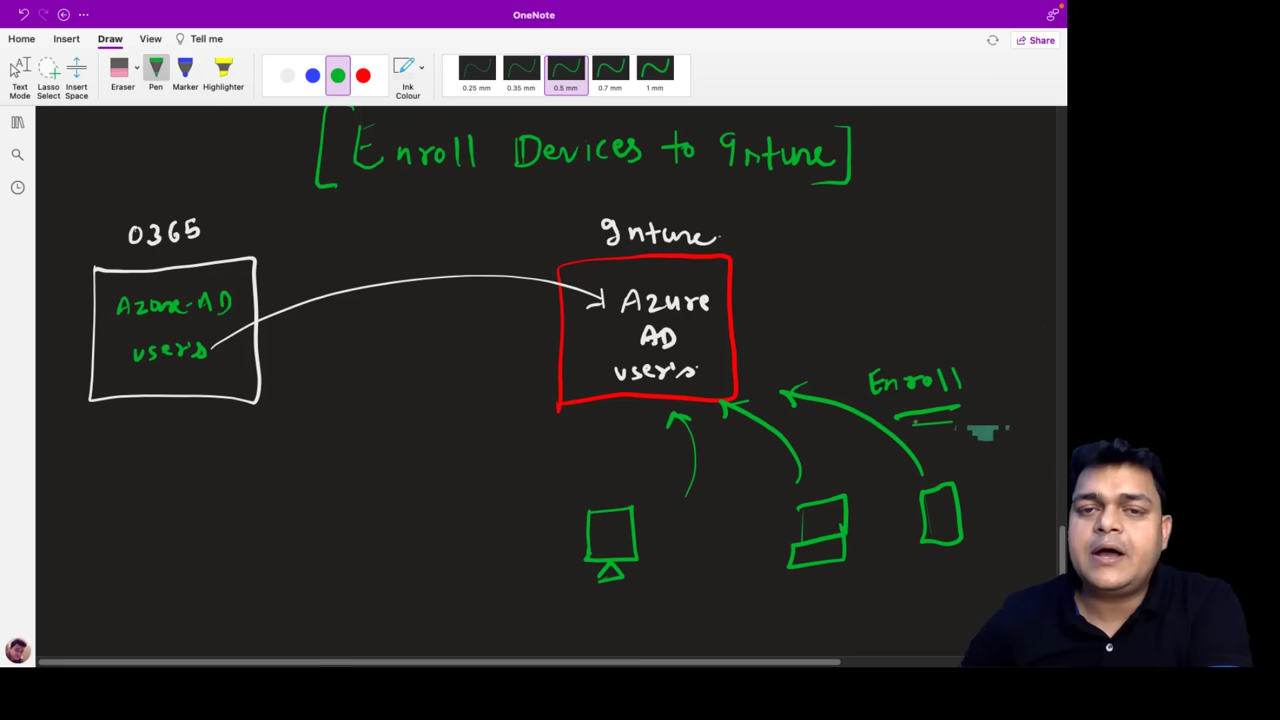 OneNote
Home Insert Draw View Tell me
Share
Text Mode
Lasso Select
Insert Space
Eraser
Pen
Marker
Highlighter
Ink Colour
0.25 mm 0.35 mm 0.5 mm 0.7 mm 1 mm
[Enroll Devices to Intune]
O365
Intune
Azure-AD
user's
Azure
AD
user's
Enroll